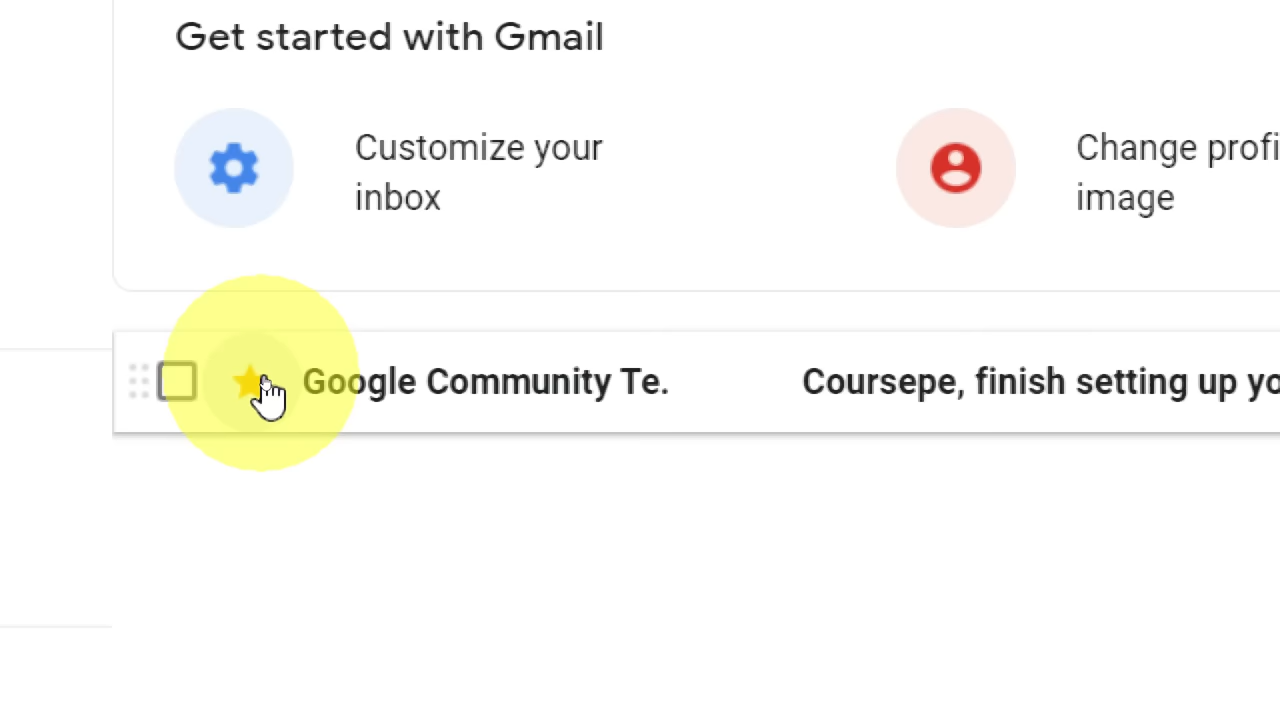 Get started with Gmail
Customize your
inbox
Change profi
image
Google Community Te. Coursepe, finish setting up yo